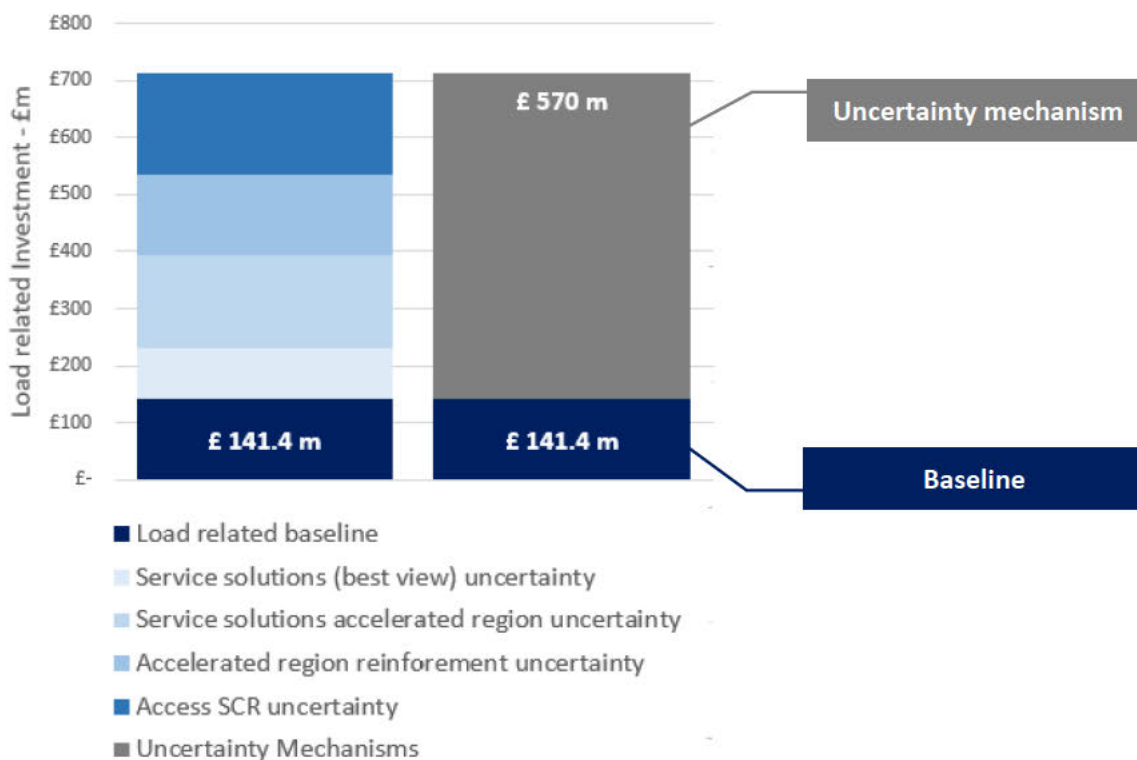 £800
£700
£600
£500
£400
£300
£200
£100
£-
Load related Investment - £m
£ 570 m
£ 141.4 m
£ 141.4 m
Uncertainty mechanism
Baseline
Load related baseline
Service solutions (best view) uncertainty
Service solutions accelerated region uncertainty
Accelerated region reinforement uncertainty
Access SCR uncertainty
Uncertainty Mechanisms